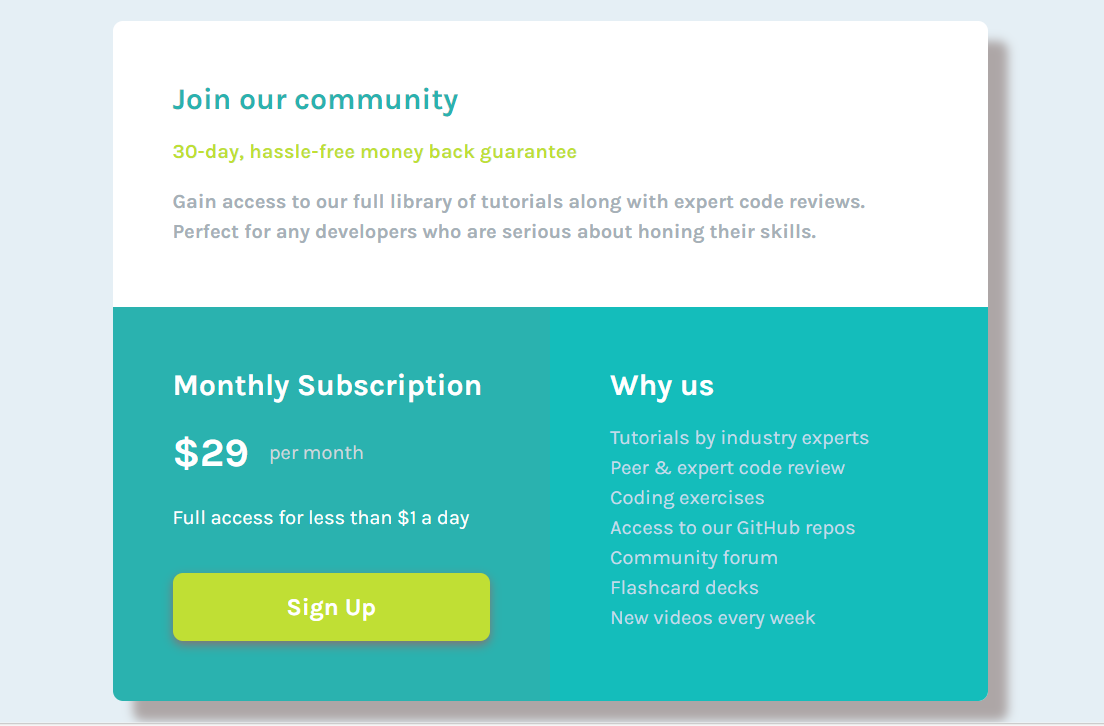 Join our community
30-day, hassle-free money back guarantee
Gain access to our full library of tutorials along with expert code reviews.
Perfect for any developers who are serious about honing their skills.
Monthly Subscription
$29 per month
Full access for less than $1 a day
Sign Up
Why us
Tutorials by industry experts
Peer & expert code review
Coding exercises
Access to our GitHub repos
Community forum
Flashcard decks
New videos every week